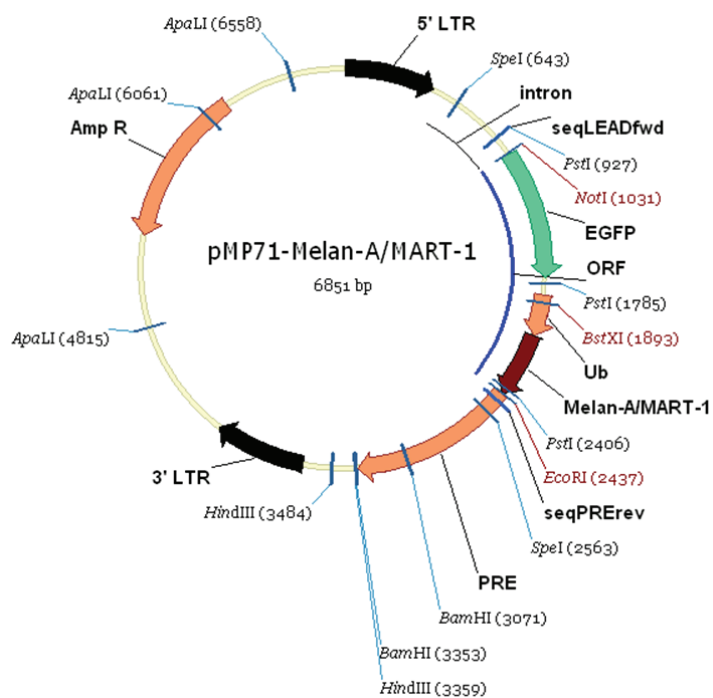 ApaLI (6558)
5' LTR
SpeI (643)
intron
seqLEADfwd
PstI (927)
NotI (1031)
EGFP
ORF
PstI (1785)
BstXI (1893)
Ub
Melan-A/MART-1
PstI (2406)
EcoRI (2437)
seqPRErev
SpeI (2563)
PRE
BamHI (3071)
BamHI (3353)
HindIII (3359)
HindIII (3484)
3' LTR
ApaLI (4815)
Amp R
ApaLI (6061)
pMP71-Melan-A/MART-1
6851 bp